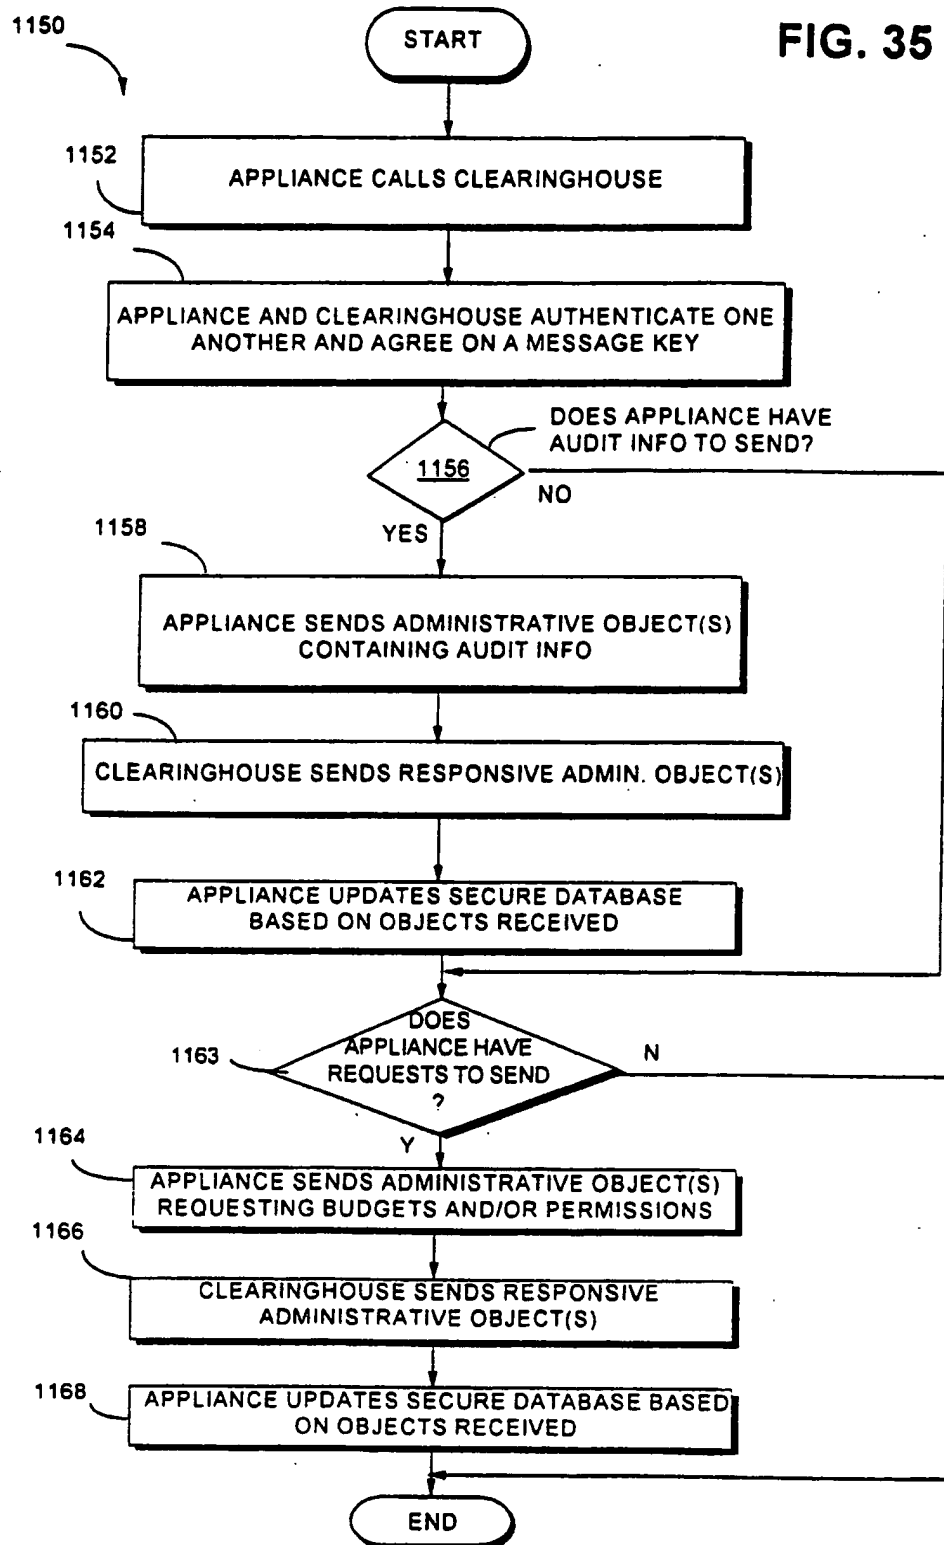 1150
START
FIG. 35
1152
APPLIANCE CALLS CLEARINGHOUSE
1154
APPLIANCE AND CLEARINGHOUSE AUTHENTICATE ONE
ANOTHER AND AGREE ON A MESSAGE KEY
DOES APPLIANCE HAVE
AUDIT INFO TO SEND?
1156
NO
YES
1158
APPLIANCE SENDS ADMINISTRATIVE OBJECT(S)
CONTAINING AUDIT INFO
1160
CLEARINGHOUSE SENDS RESPONSIVE ADMIN. OBJECT(S)
1162
APPLIANCE UPDATES SECURE DATABASE
BASED ON OBJECTS RECEIVED
DOES
APPLIANCE HAVE
REQUESTS TO SEND
?
1163
N
Y
1164
APPLIANCE SENDS ADMINISTRATIVE OBJECT(S)
REQUESTING BUDGETS AND/OR PERMISSIONS
1166
CLEARINGHOUSE SENDS RESPONSIVE
ADMINISTRATIVE OBJECT(S)
1168
APPLIANCE UPDATES SECURE DATABASE BASED
ON OBJECTS RECEIVED
END